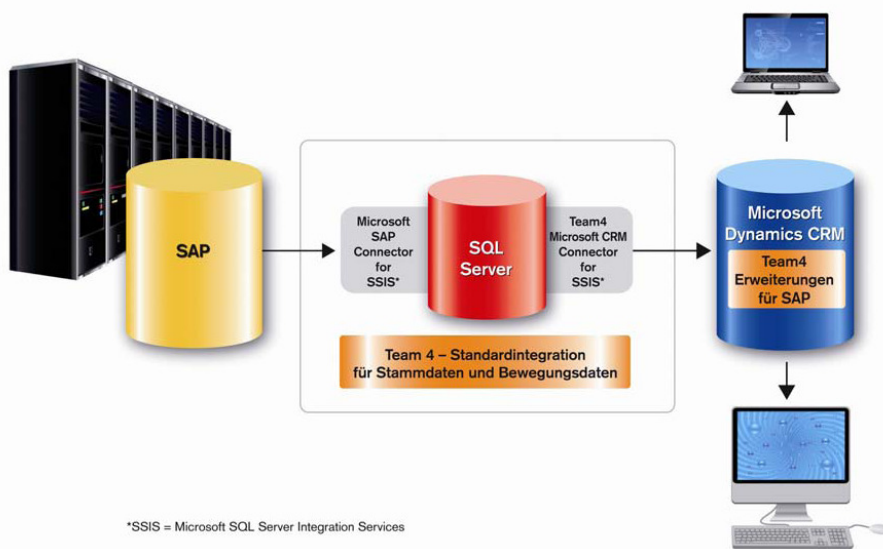 SAP
Microsoft
SAP
Connector
for
SSIS*
SQL
Server
Team4
Microsoft CRM
Connector
for
SSIS*
Microsoft
Dynamics CRM
Team4
Erweiterungen
für SAP
Team 4 – Standardintegration
für Stammdaten und Bewegungsdaten
*SSIS = Microsoft SQL Server Integration Services